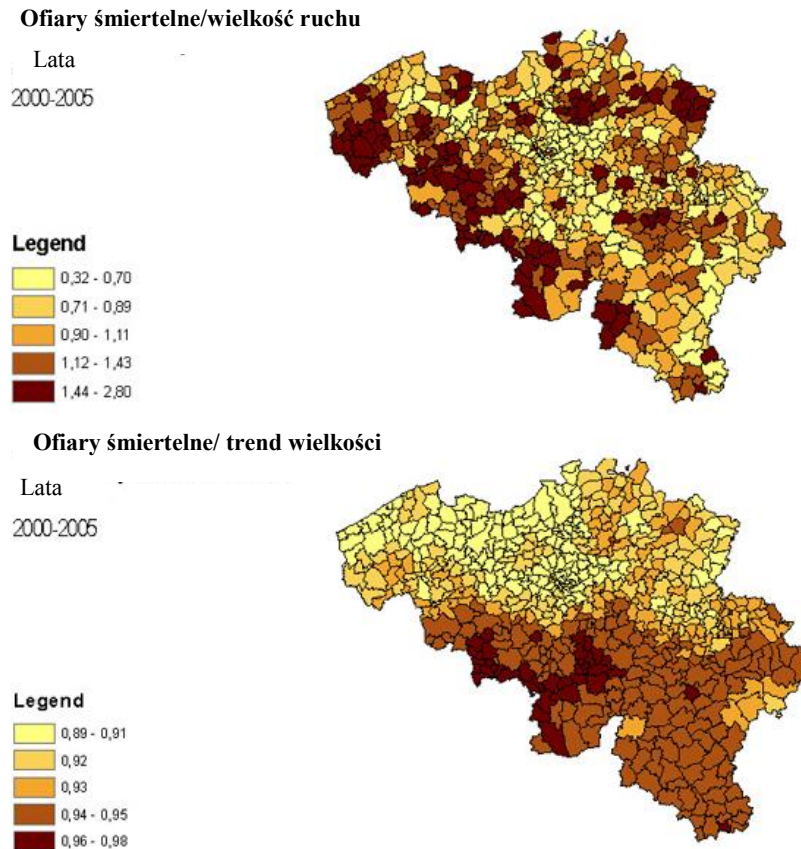 Ofiary śmiertelne/wielkość ruchu
Lata
2000-2005
Legend
0,32 - 0,70
0,71 - 0,89
0,90 - 1,11
1,12 - 1,43
1,44 - 2,80
Ofiary śmiertelne/ trend wielkości
Lata
2000-2005
Legend
0,89 - 0,91
0,92
0,93
0,94 - 0,95
0,96 - 0,98